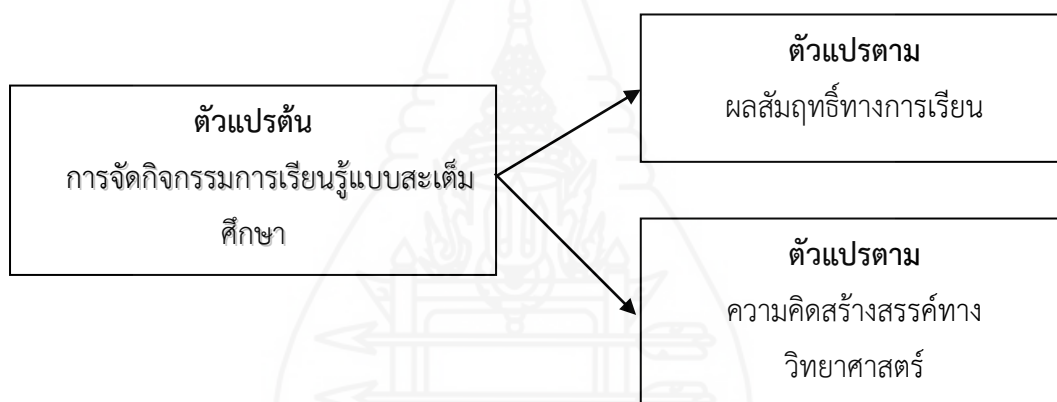 ตัวแปรต้น
การจัดกิจกรรมการเรียนรู้แบบสะเต็ม
ศึกษา
ตัวแปรตาม
ผลสัมฤทธิ์ทางการเรียน
ตัวแปรตาม
ความคิดสร้างสรรค์ทาง
วิทยาศาสตร์